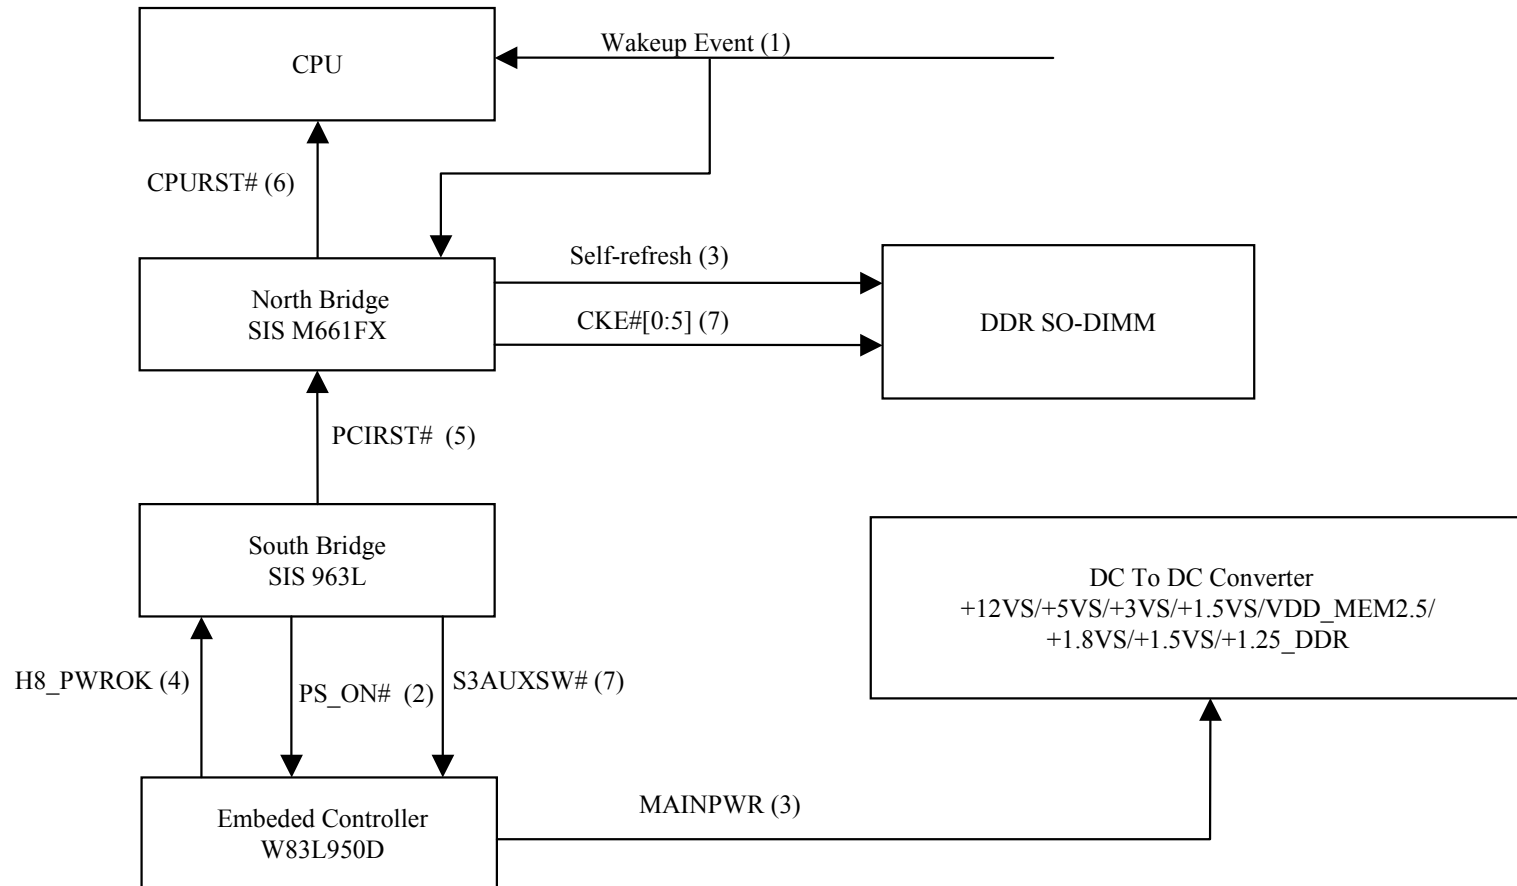 Wakeup Event (1)
CPU
CPURST# (6)
Self-refresh (3)
North Bridge
SIS M661FX
CKE#[0:5] (7)
DDR SO-DIMM
PCIRST# (5)
South Bridge
SIS 963L
DC To DC Converter
+12VS/+5VS/+3VS/+1.5VS/VDD_MEM2.5/
+1.8VS/+1.5VS/+1.25_DDR
H8_PWROK (4)
PS_ON# (2)
S3AUXSW# (7)
MAINPWR (3)
Embeded Controller
W83L950D